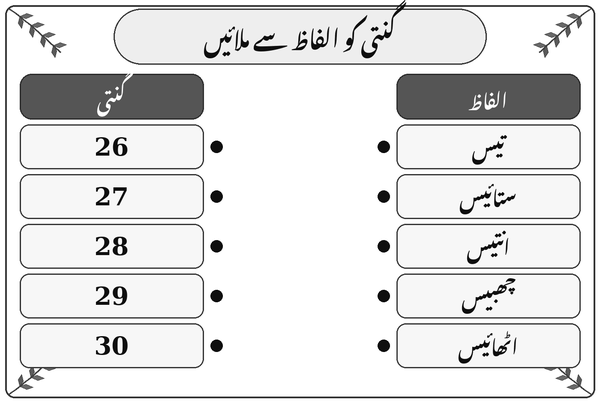 گنتی کو الفاظ سے ملائیں
الفاظ
گنتی
تیس
26
ستائیس
27
انتیس
28
چھبیس
29
اٹھائیس
30